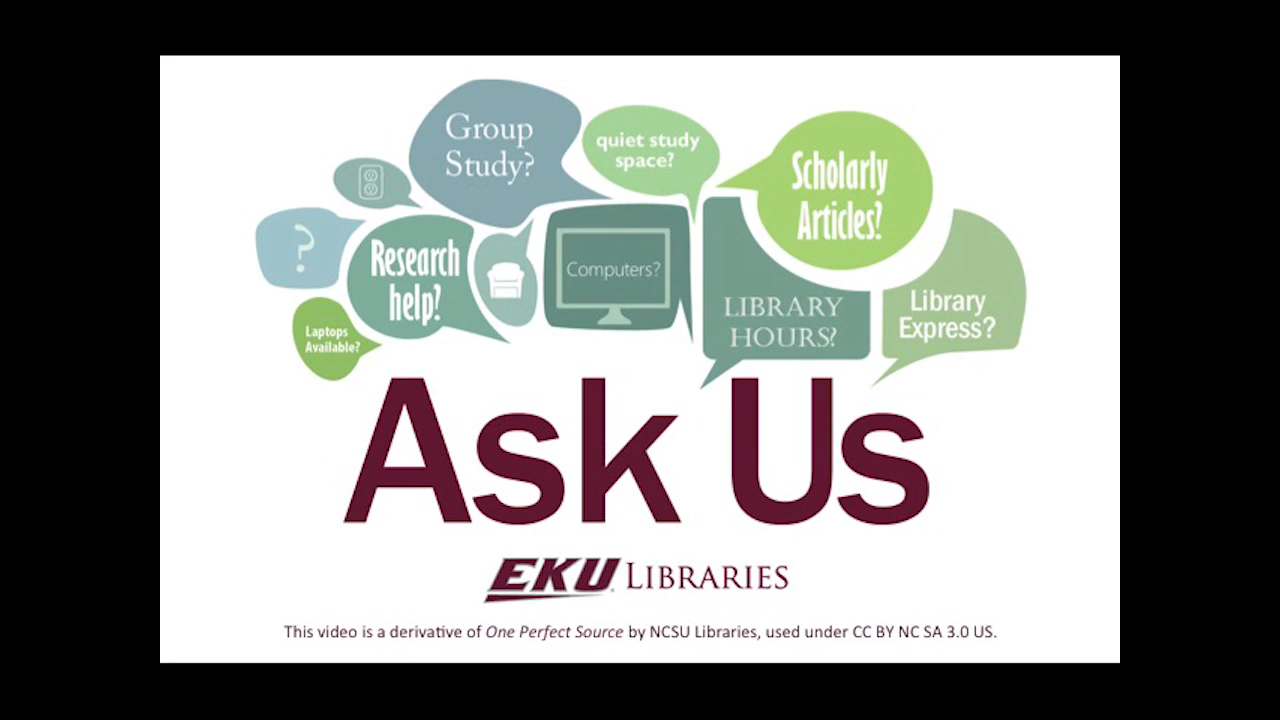 Group
Study?
quiet study
space?
Scholarly
Articles?
?
Research
help?
Computers?
LIBRARY
HOURS?
Library
Express?
Laptops
Available?
Ask Us
EKU LIBRARIES
This video is a derivative of One Perfect Source by NCSU Libraries, used under CC BY NC SA 3.0 US.